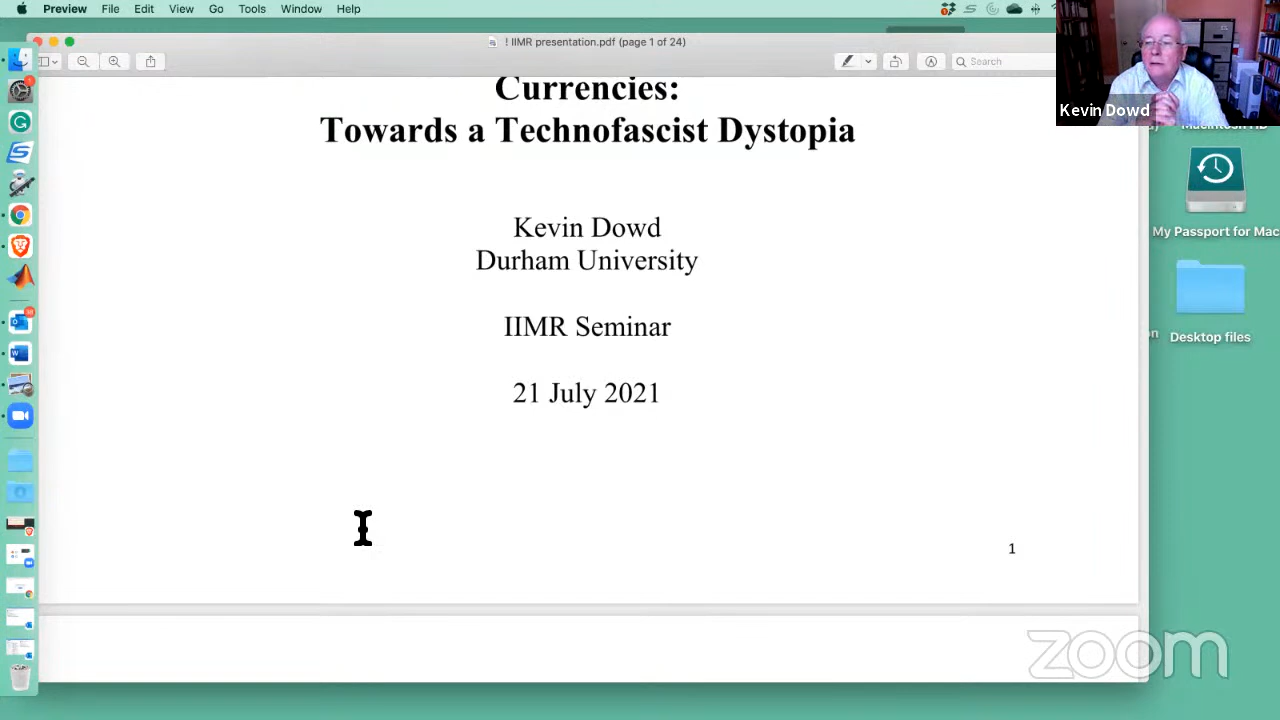 Preview File Edit View Go Tools Window Help
! IIMR presentation.pdf (page 1 of 24)
Search
Currencies:
Towards a Technofascist Dystopia
Kevin Dowd
Durham University
IIMR Seminar
21 July 2021
1
Kevin Dowd
My Passport for Mac
Desktop files
zoom